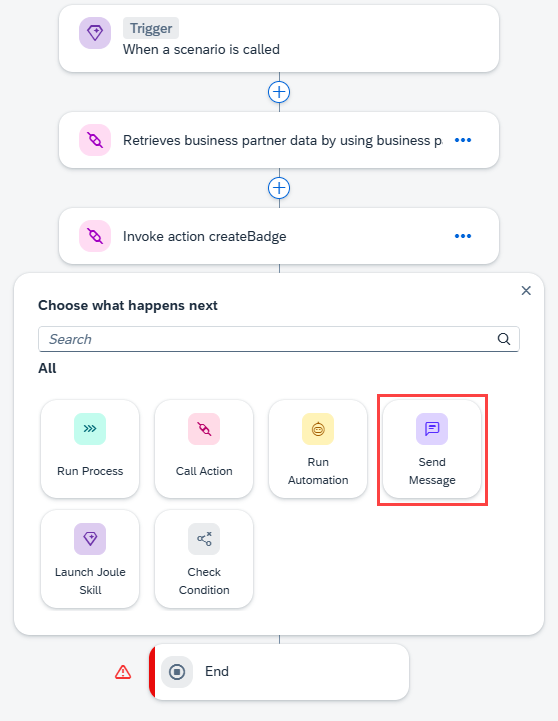 Trigger
When a scenario is called
Retrieves business partner data by using business p
Invoke action createBadge
Choose what happens next
Search
All
Run Process
Call Action
Run
Automation
Send
Message
Launch Joule
Skill
Check
Condition
End